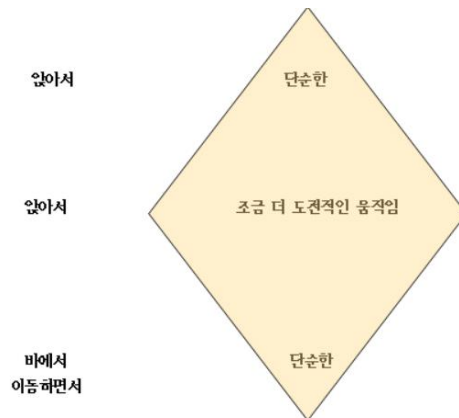 앉아서
단순한
앉아서
조금 더 도전적인 움직임
바에서
이동하면서
단순한